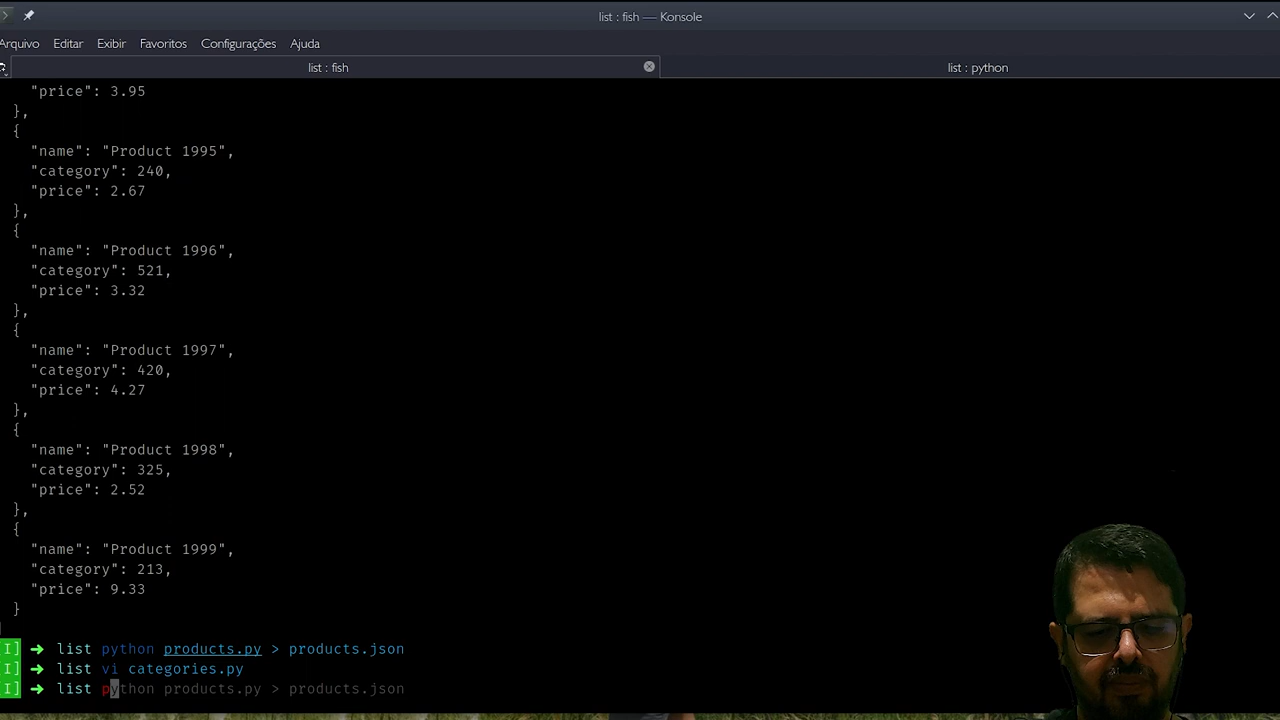 list : fish — Konsole
Arquivo Editar Exibir Favoritos Configurações Ajuda
list : fish
list : python
"price": 3.95
},
{
"name": "Product 1995",
"category": 240,
"price": 2.67
},
{
"name": "Product 1996",
"category": 521,
"price": 3.32
},
{
"name": "Product 1997",
"category": 420,
"price": 4.27
},
{
"name": "Product 1998",
"category": 325,
"price": 2.52
},
{
"name": "Product 1999",
"category": 213,
"price": 9.33
}
[I] ➜ list python products.py > products.json
[I] ➜ list vi categories.py
[I] ➜ list python products.py > products.json